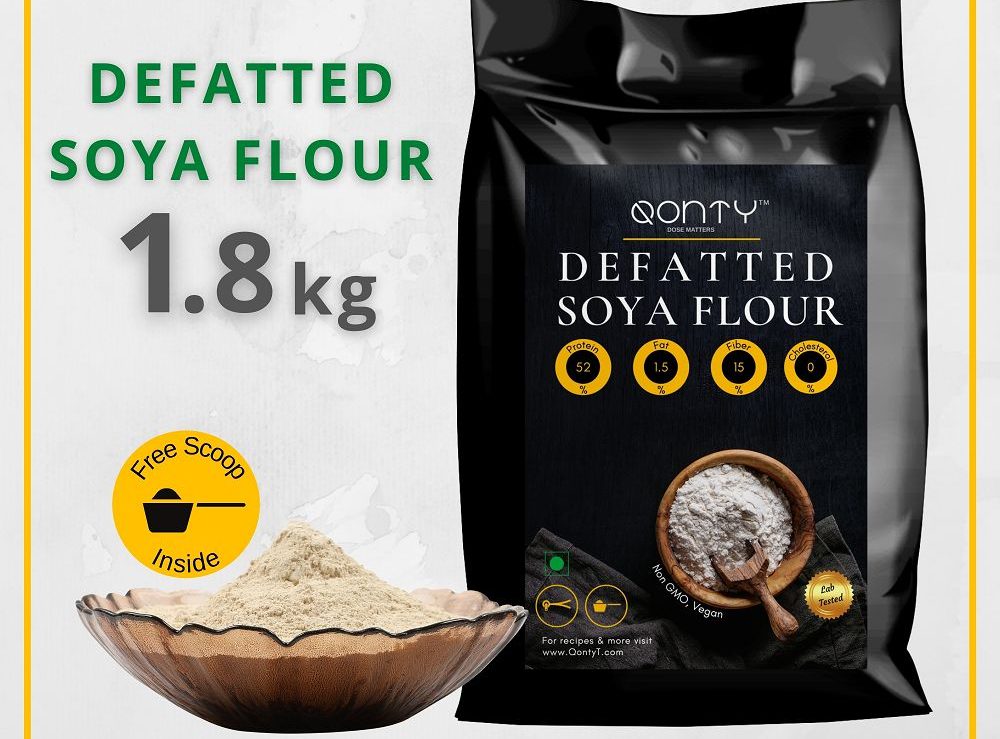 DEFATTED
SOYA FLOUR
1.8 kg
Free Scoop
Inside
QONTY™
DOSE MATTERS
DEFATTED
SOYA FLOUR
Protein
52
%
Fat
1.5
%
Fiber
15
%
Cholesterol
0
%
Non GMO, Vegan
Lab
Tested
For recipes & more visit
www.QontyT.com